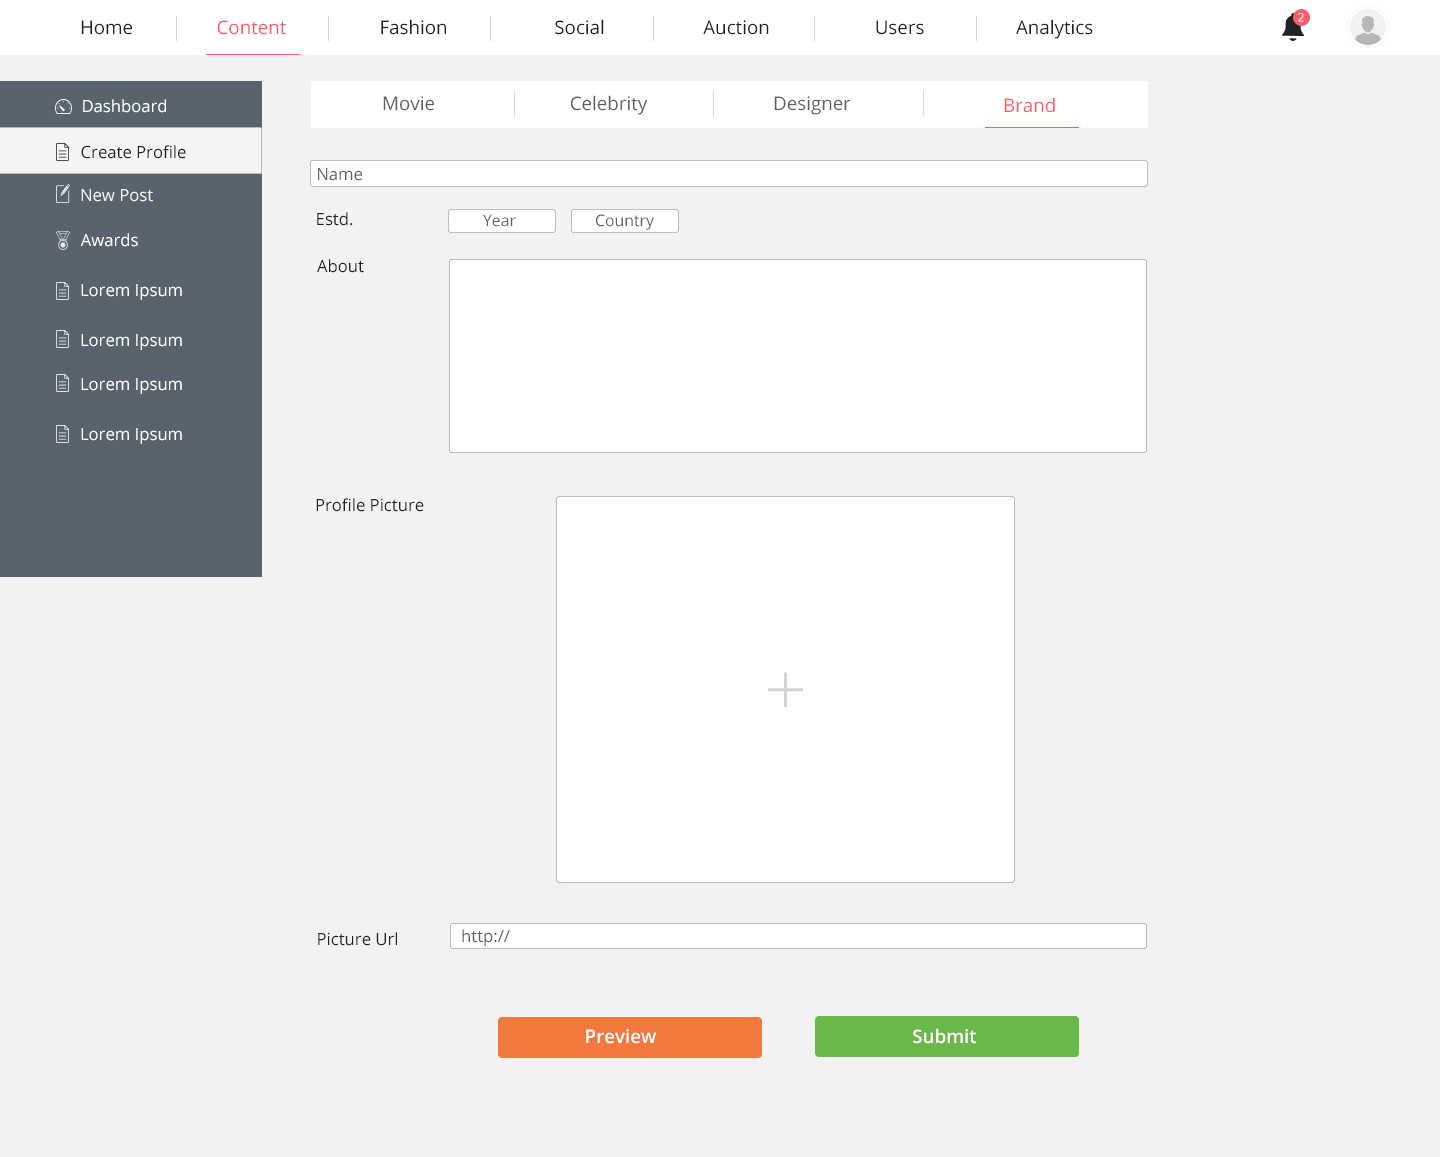 Home Content Fashion Social Auction Users Analytics 2
Dashboard
Create Profile
New Post
Awards
Lorem Ipsum
Lorem Ipsum
Lorem Ipsum
Lorem Ipsum
Movie Celebrity Designer Brand
Name
Estd. Year Country
About
Profile Picture
Picture Url http://
Preview Submit